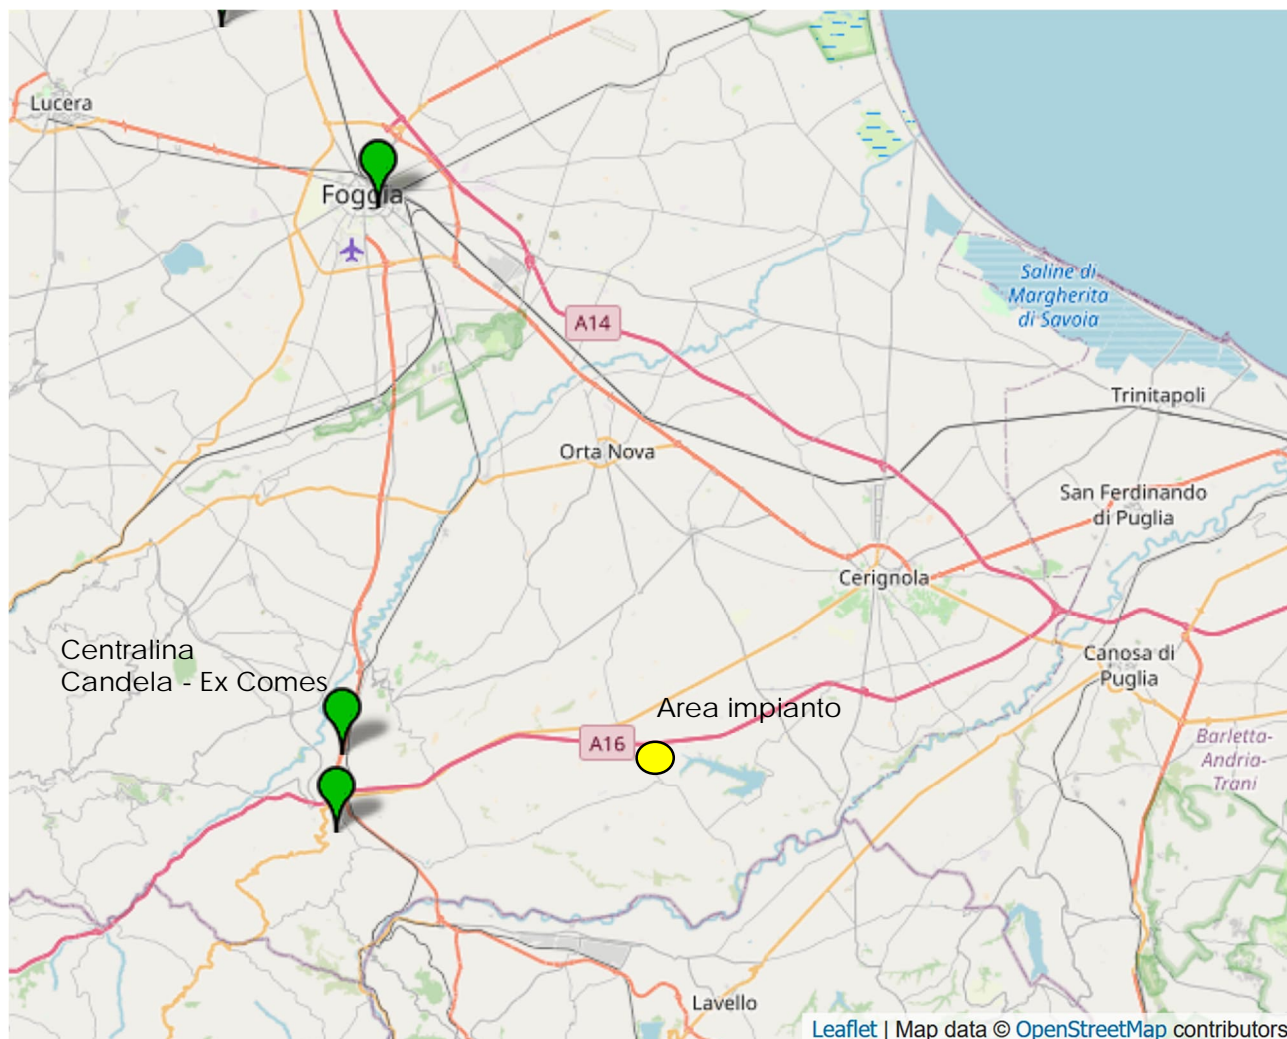 Lucera
Foggia
A14
Saline di
Margherita
di Savoia
Trinitapoli
Orta Nova
San Ferdinando
di Puglia
Cerignola
Centralina
Candela - Ex Comes
Canosa di
Puglia
Area impianto
A16
Barletta-
Andria-
Trani
Lavello
Leaflet | Map data © OpenStreetMap contributors